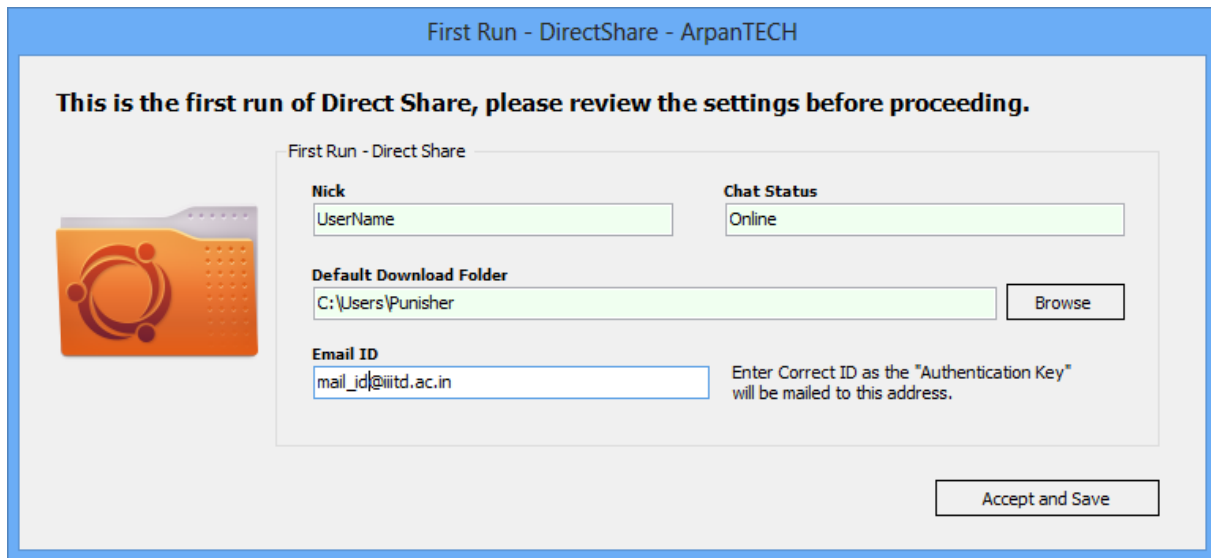 First Run - DirectShare - ArpanTECH
This is the first run of Direct Share, please review the settings before proceeding.
First Run - Direct Share
Nick
Chat Status
UserName
Online
Default Download Folder
C:\Users\Punisher
Browse
Email ID
mail_id@iiitd.ac.in
Enter Correct ID as the "Authentication Key"
will be mailed to this address.
Accept and Save